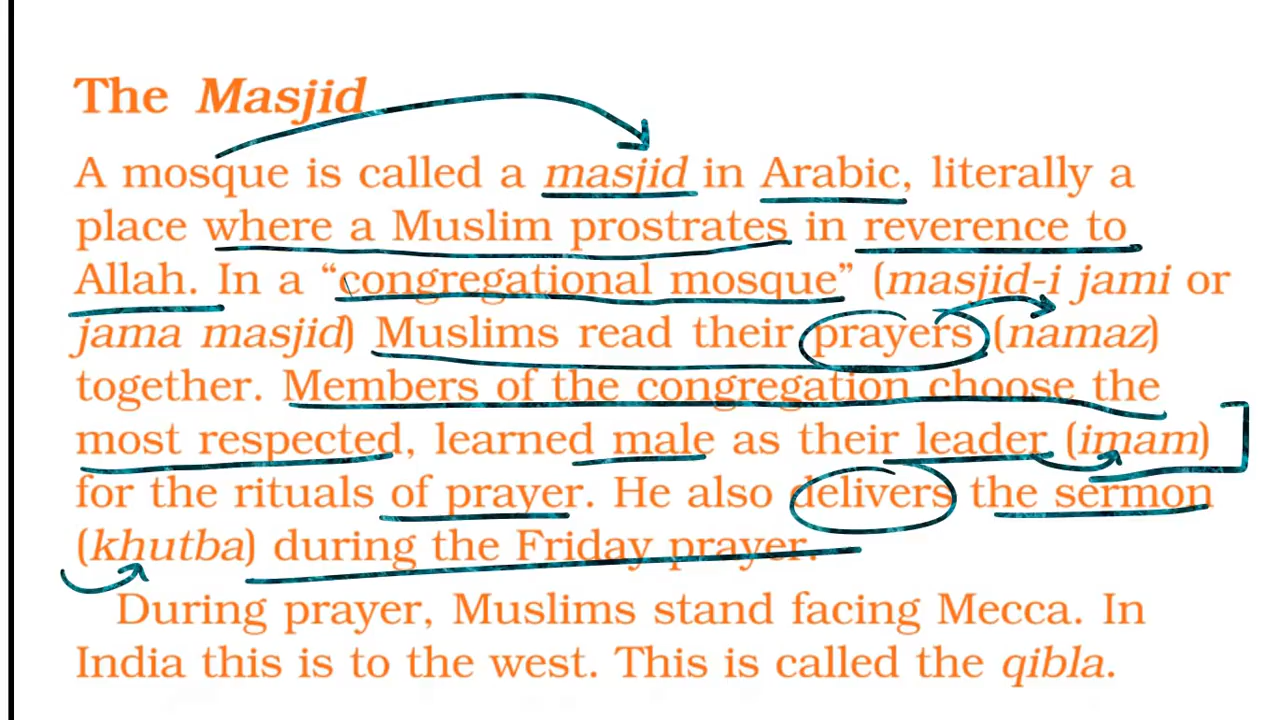 The Masjid
A mosque is called a masjid in Arabic, literally a
place where a Muslim prostrates in reverence to
Allah. In a “congregational mosque” (masjid-i jami or
jama masjid) Muslims read their prayers (namaz)
together. Members of the congregation choose the
most respected, learned male as their leader (imam)
for the rituals of prayer. He also delivers the sermon
(khutba) during the Friday prayer.
During prayer, Muslims stand facing Mecca. In
India this is to the west. This is called the qibla.